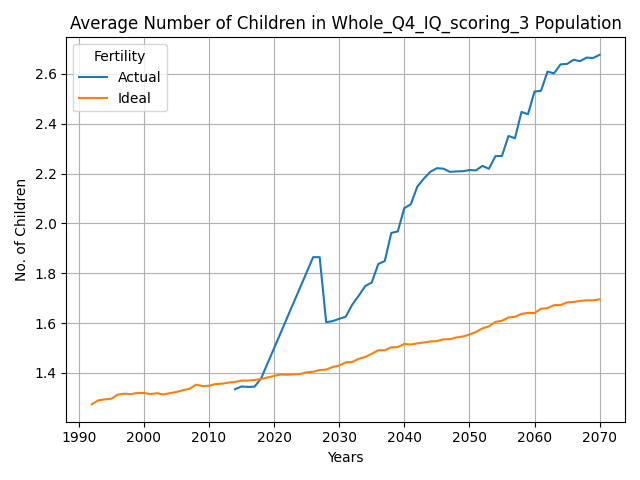 Average Number of Children in Whole_Q4_IQ_scoring_3 Population
Fertility
Actual
Ideal
No. of Children
2.6
2.4
2.2
2.0
1.8
1.6
1.4
1990 2000 2010 2020 2030 2040 2050 2060 2070
Years